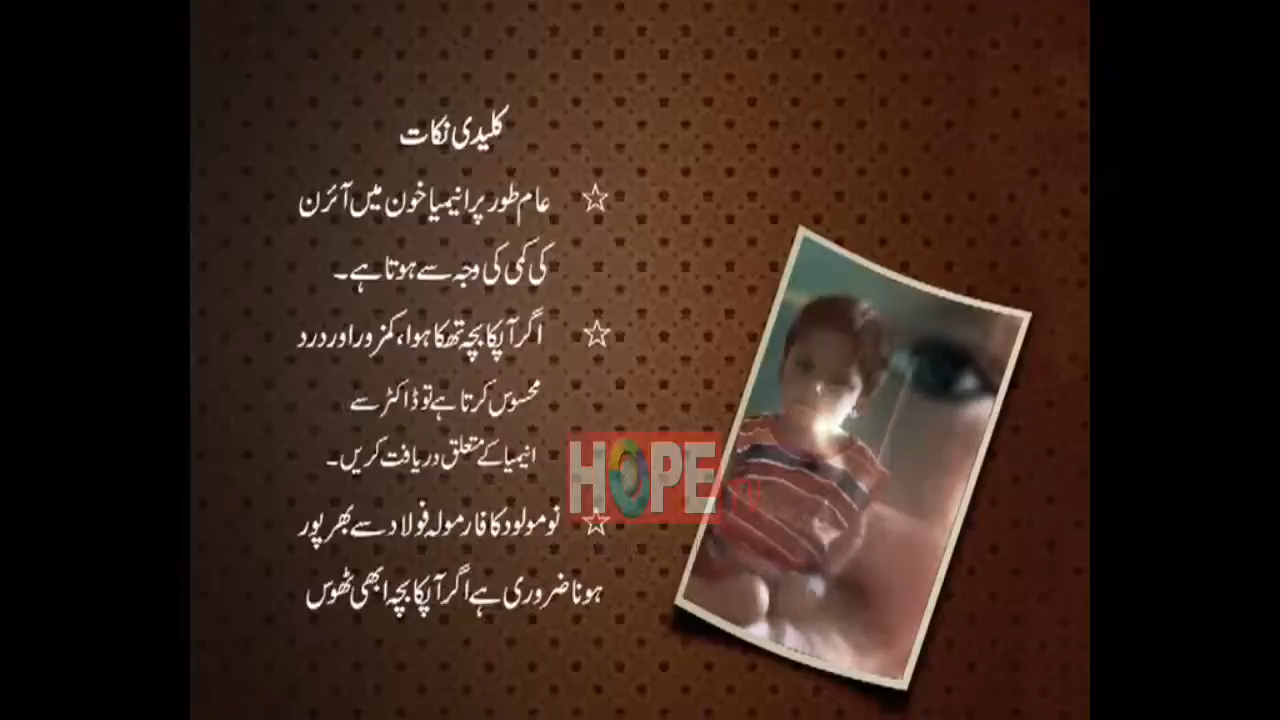 کلیدی نکات
☆ عام طور پر انیمیا خون میں آئرن
کی کمی کی وجہ سے ہوتا ہے۔
☆ اگر آپکا بچہ تھکا ہوا، کمزور اور درد
محسوس کرتا ہے تو ڈاکٹر سے
انیمیا کے متعلق دریافت کریں۔
☆ نومولود کا فارمولہ فولاد سے بھرپور
ہونا ضروری ہے اگر آپکا بچہ ابھی ٹھوس
HOPE TV